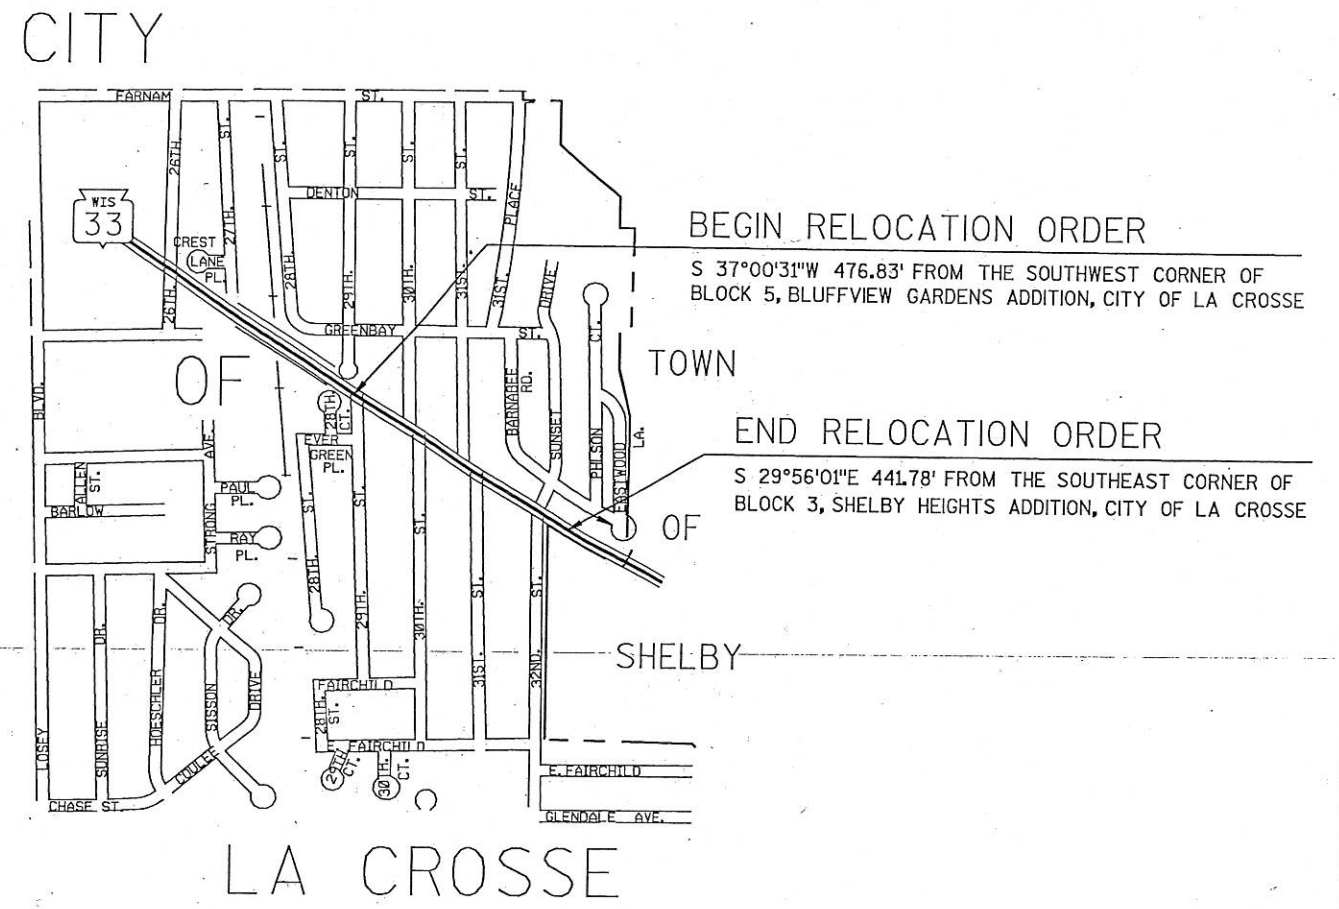 CITY
FARNAM ST.
26TH. ST. ST. ST. ST. ST.
DENTON ST.
PLACE
WIS
33
CREST
LANE
PL.
27TH.
28TH.
29TH.
30TH.
31ST.
31ST.
DRIVE
26TH.
GREENBAY ST.
CT.
BEGIN RELOCATION ORDER
S 37°00'31"W 476.83' FROM THE SOUTHWEST CORNER OF
BLOCK 5, BLUFFVIEW GARDENS ADDITION, CITY OF LA CROSSE
OF
TOWN
BLVD.
28TH.
CT.
BARNABEE
RD.
SUNSET
PHLSON
EASTWOOD
LA.
END RELOCATION ORDER
S 29°56'01"E 441.78' FROM THE SOUTHEAST CORNER OF
BLOCK 3, SHELBY HEIGHTS ADDITION, CITY OF LA CROSSE
EVER
GREEN
PL.
AVE.
ALLEN
ST.
BARLOW
PAUL
PL.
STRONG
RAY
PL.
ST.
ST.
ST.
OF
28TH.
29TH.
30TH.
ST.
ST.
DR.
DR.
DR.
SHELBY
31ST.
32ND.
FAIRCHILD
28TH.
ST.
LOSEY
SUNRISE
HOESCHLER
SISSON
DRIVE
COULEE
E. FAIRCHILD
29TH.
CT.
30TH.
CT.
E. FAIRCHILD
CHASE ST.
GLENDALE AVE.
LA CROSSE